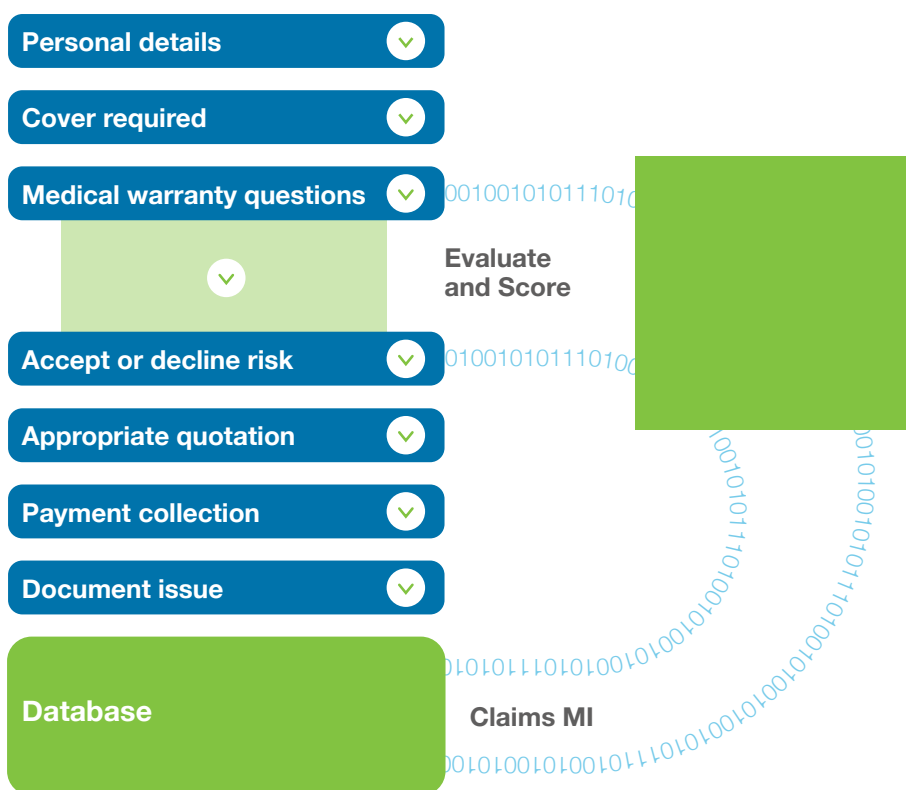 Personal details
Cover required
Medical warranty questions
Evaluate
and Score
Accept or decline risk
Appropriate quotation
Payment collection
Document issue
Database
Claims MI